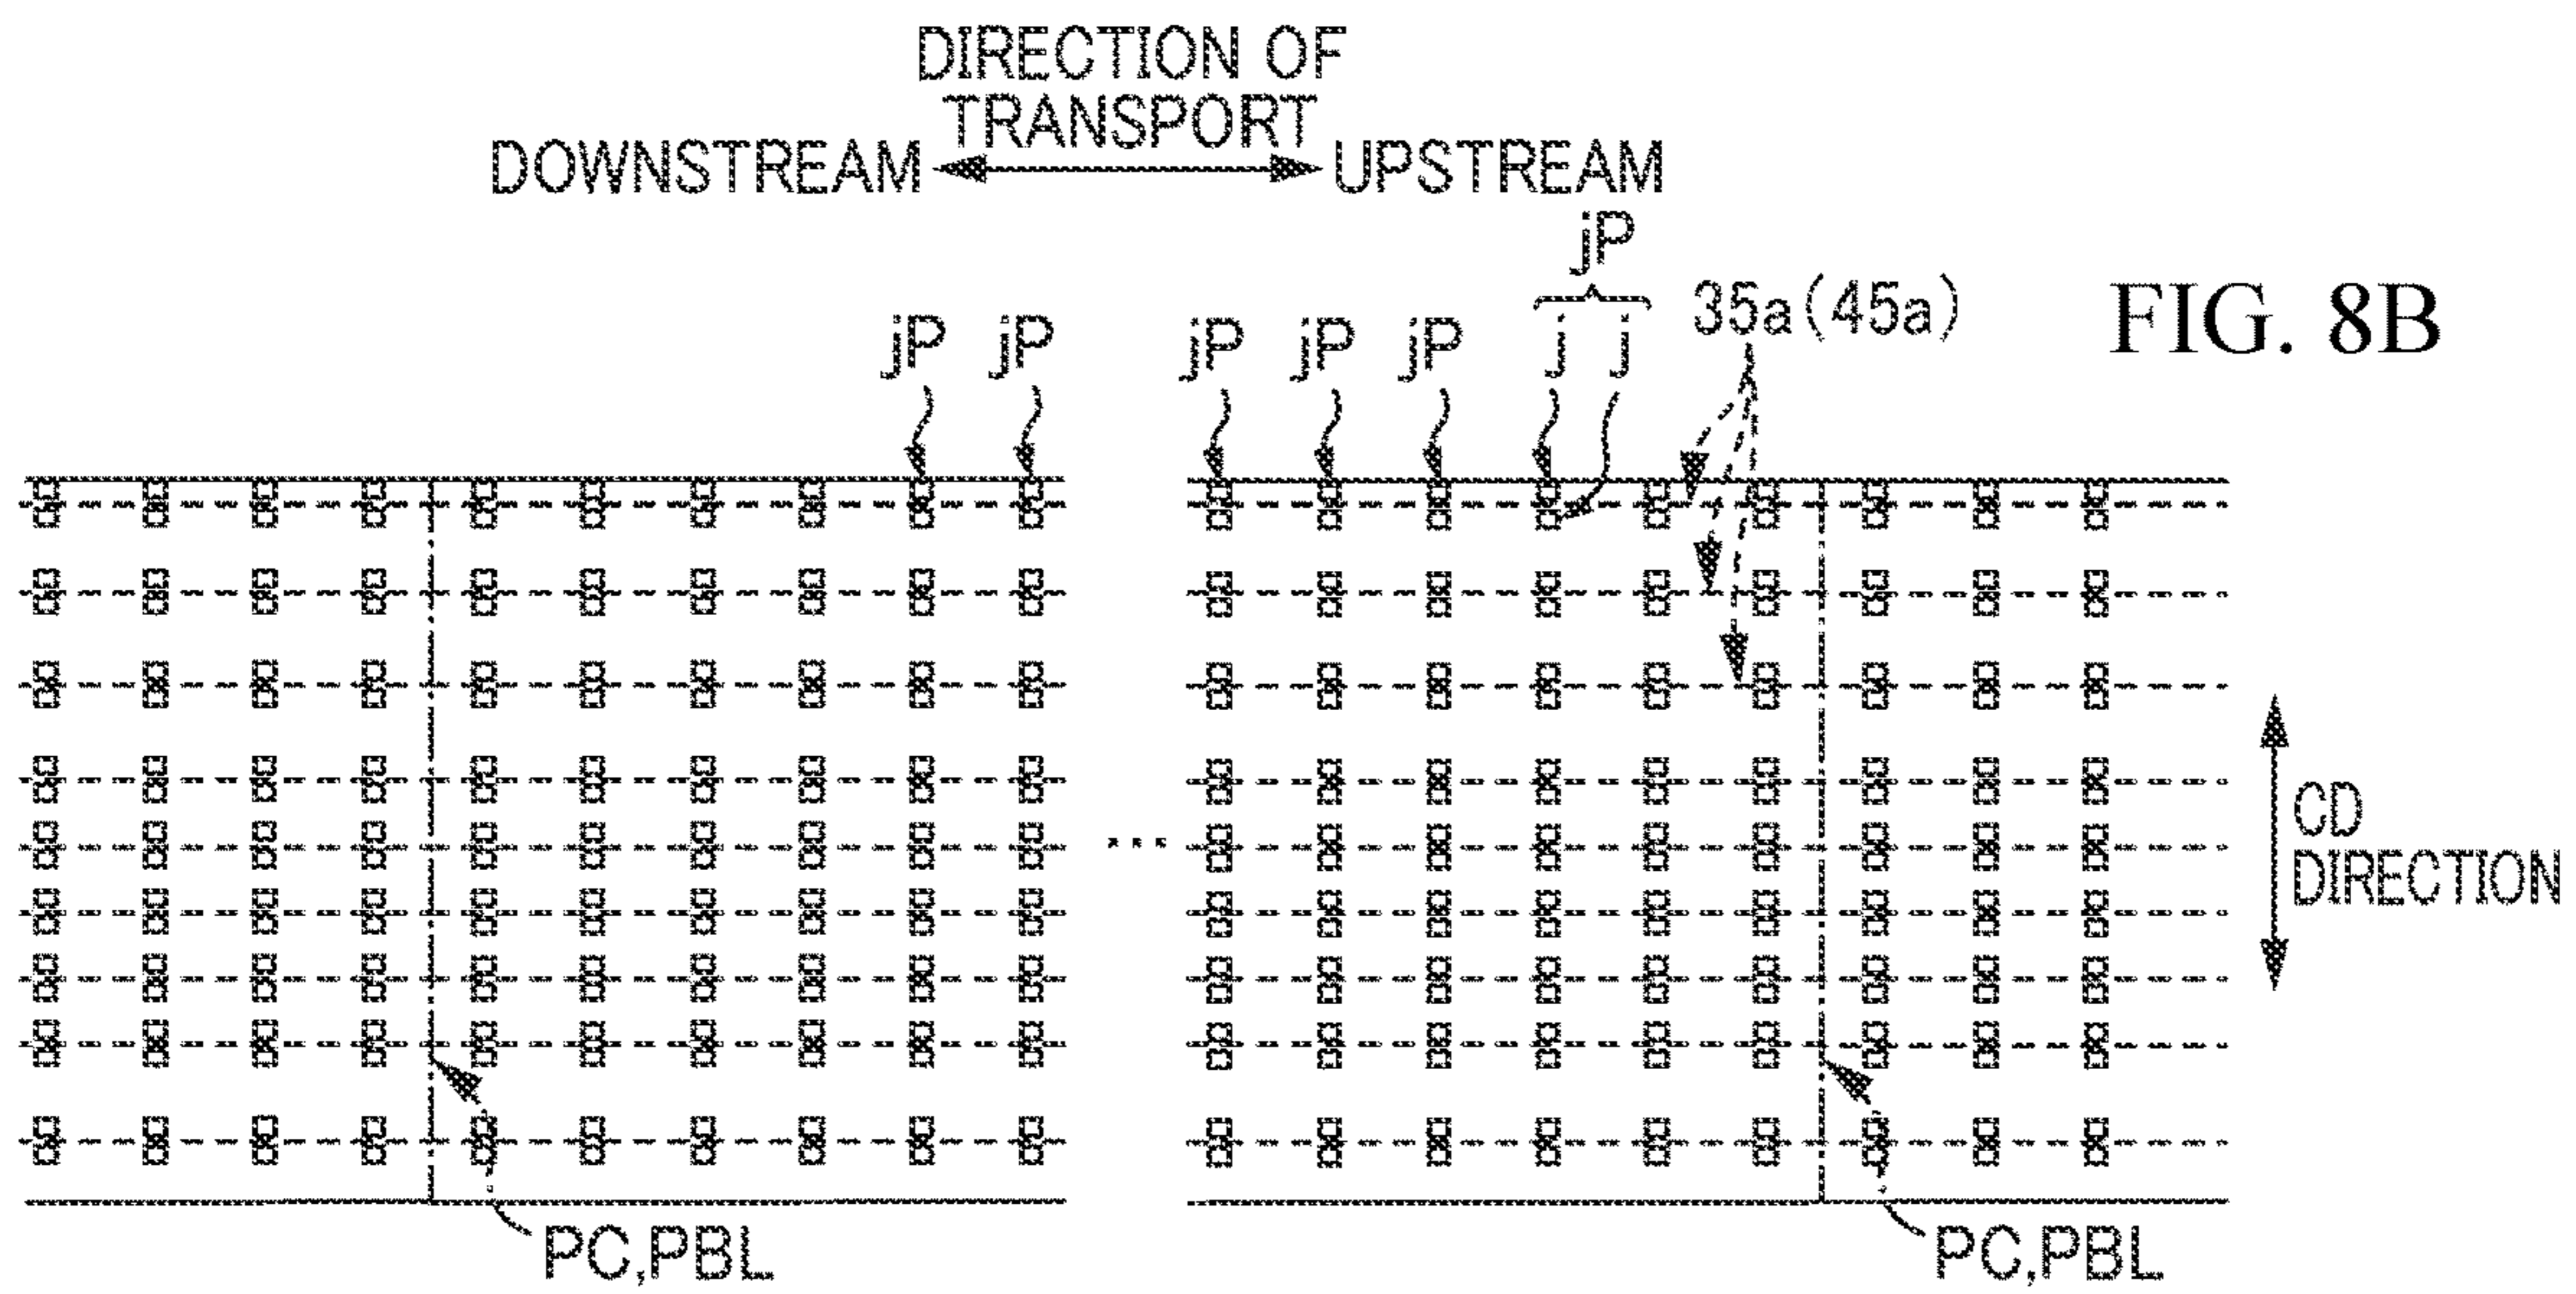 DIRECTION OF
TRANSPORT
DOWNSTREAM
UPSTREAM
jP
jP
jP
jP
jP
jP
j
j
35a(45a)
FIG. 8B
...
CD
DIRECTION
PC,PBL
PC,PBL